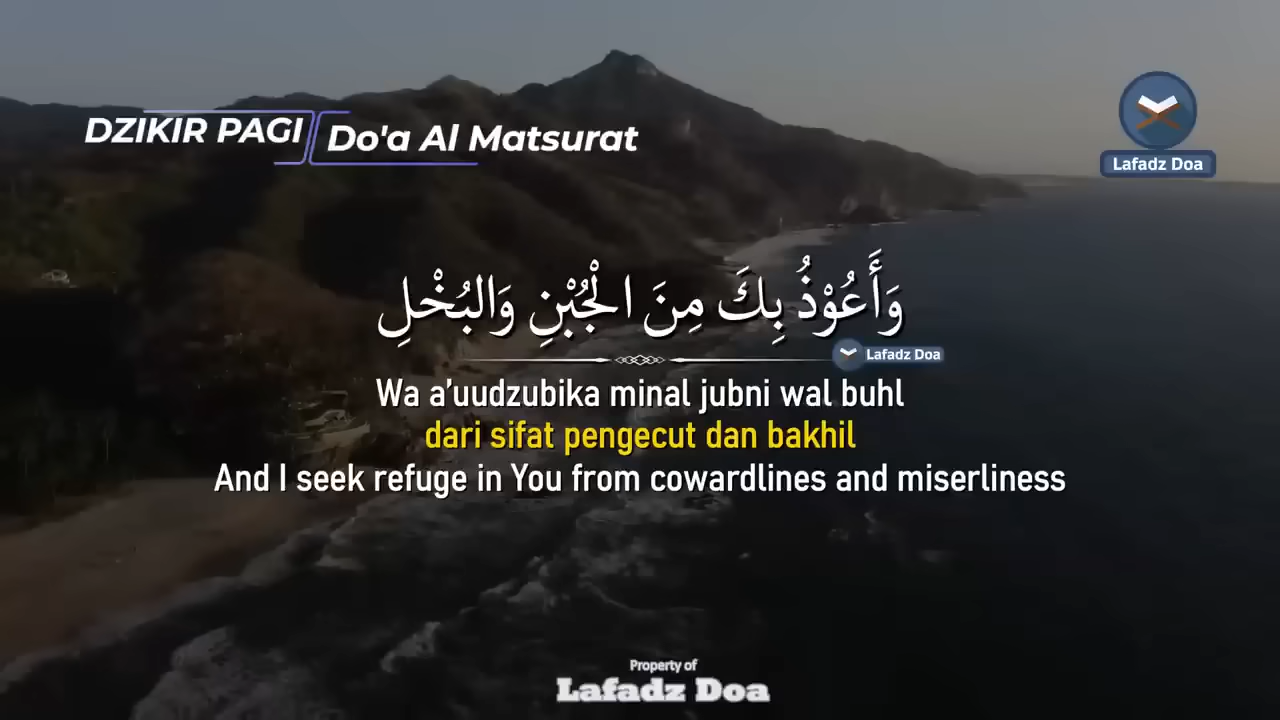 DZIKIR PAGI
Do'a Al Matsurat
Lafadz Doa
وَأَعُوْذُ بِكَ مِنَ الْجُبْنِ وَالبُخْلِ
Lafadz Doa
Wa a’uudzubika minal jubni wal buhl
dari sifat pengecut dan bakhil
And I seek refuge in You from cowardlines and miserliness
Property of
Lafadz Doa